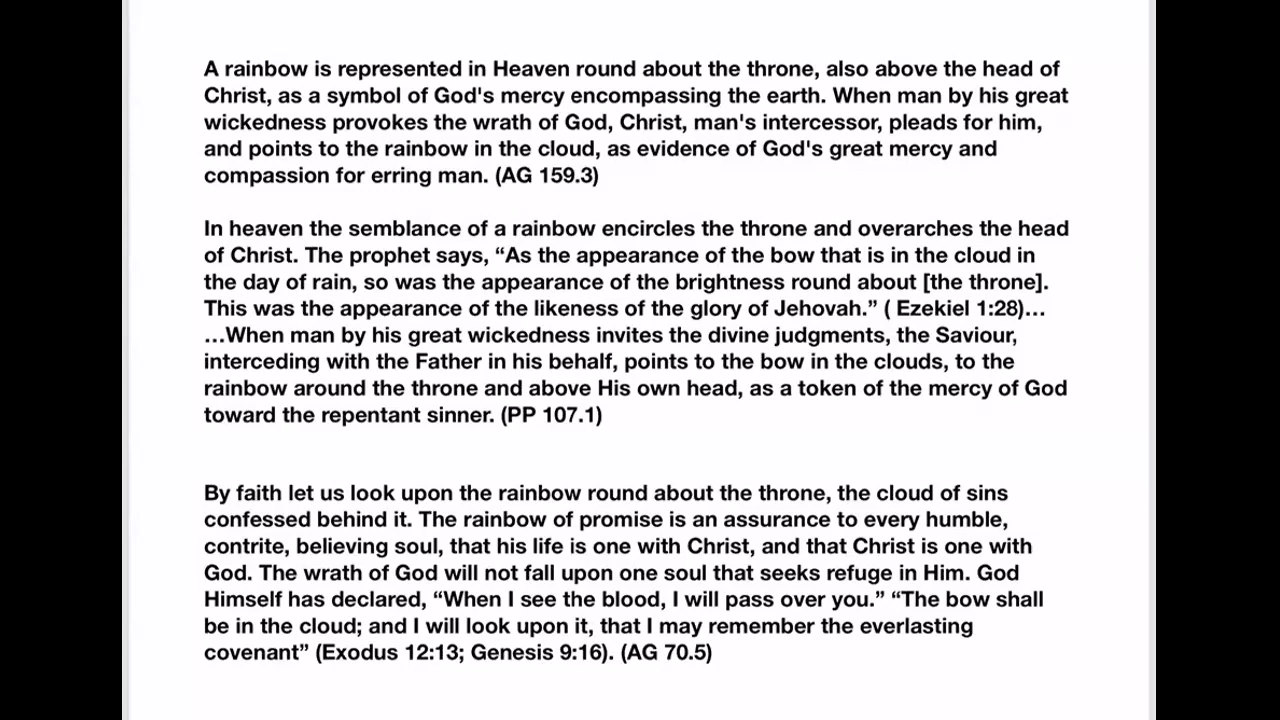 A rainbow is represented in Heaven round about the throne, also above the head of
Christ, as a symbol of God's mercy encompassing the earth. When man by his great
wickedness provokes the wrath of God, Christ, man's intercessor, pleads for him,
and points to the rainbow in the cloud, as evidence of God's great mercy and
compassion for erring man. (AG 159.3)
In heaven the semblance of a rainbow encircles the throne and overarches the head
of Christ. The prophet says, “As the appearance of the bow that is in the cloud in
the day of rain, so was the appearance of the brightness round about [the throne].
This was the appearance of the likeness of the glory of Jehovah.” ( Ezekiel 1:28)…
…When man by his great wickedness invites the divine judgments, the Saviour,
interceding with the Father in his behalf, points to the bow in the clouds, to the
rainbow around the throne and above His own head, as a token of the mercy of God
toward the repentant sinner. (PP 107.1)
By faith let us look upon the rainbow round about the throne, the cloud of sins
confessed behind it. The rainbow of promise is an assurance to every humble,
contrite, believing soul, that his life is one with Christ, and that Christ is one with
God. The wrath of God will not fall upon one soul that seeks refuge in Him. God
Himself has declared, “When I see the blood, I will pass over you.” “The bow shall
be in the cloud; and I will look upon it, that I may remember the everlasting
covenant” (Exodus 12:13; Genesis 9:16). (AG 70.5)